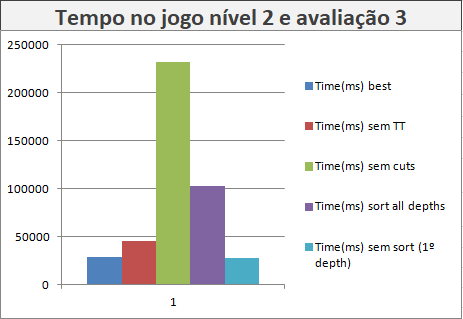 Tempo no jogo nível 2 e avaliação 3
250000
200000
150000
100000
50000
0
1
Time(ms) best
Time(ms) sem TT
Time(ms) sem cuts
Time(ms) sort all depths
Time(ms) sem sort (1º
depth)